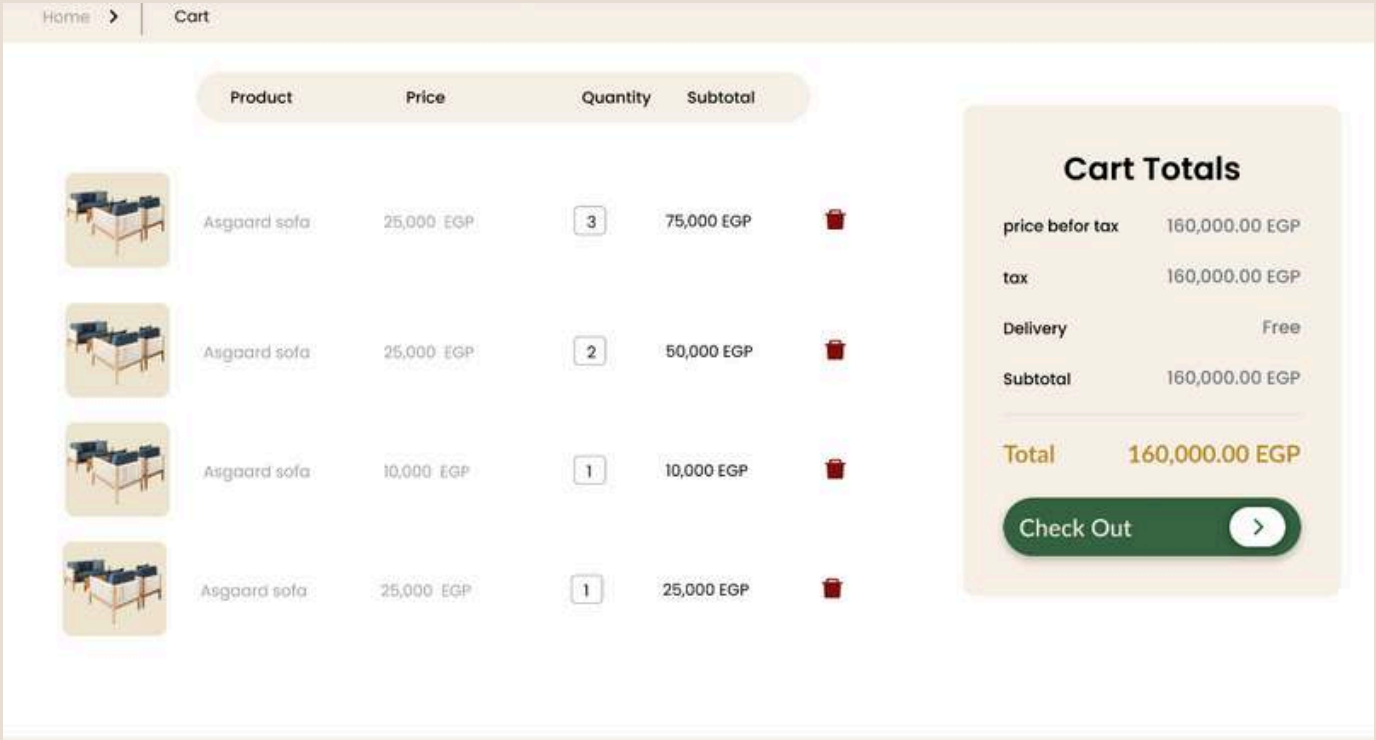 Home Cart
Product Price Quantity Subtotal
Asgaard sofa 25,000 EGP 3 75,000 EGP
Asgaard sofa 25,000 EGP 2 50,000 EGP
Asgaard sofa 10,000 EGP 1 10,000 EGP
Asgaard sofa 25,000 EGP 1 25,000 EGP
Cart Totals
price befor tax 160,000.00 EGP
tax 160,000.00 EGP
Delivery Free
Subtotal 160,000.00 EGP
Total 160,000.00 EGP
Check Out